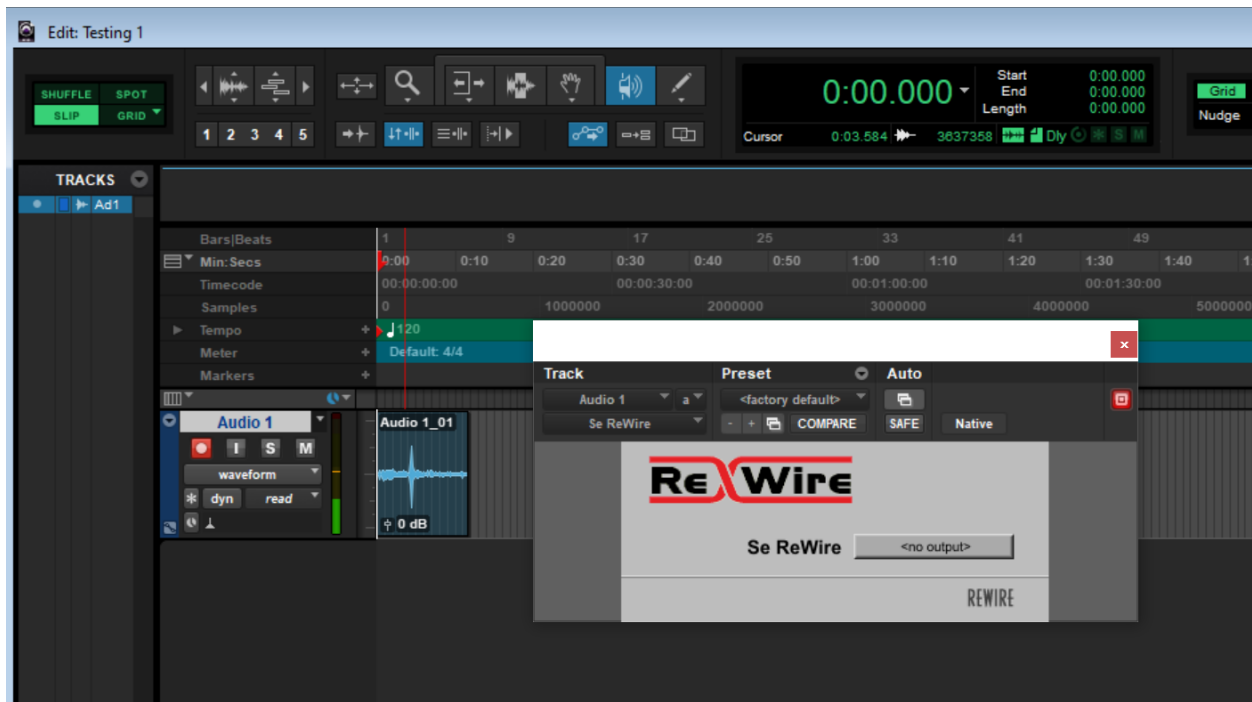 Edit: Testing 1
SHUFFLE SPOT
SLIP GRID
1 2 3 4 5
0:00.000
Start 0:00.000
End 0:00.000
Length 0:00.000
Cursor 0:03.584 3637358 Dly S M
Grid
Nudge
TRACKS
Ad1
Bars|Beats 1 9 17 25 33 41 49
Min:Secs 0:00 0:10 0:20 0:30 0:40 0:50 1:00 1:10 1:20 1:30 1:40 1
Timecode 00:00:00:00 00:00:30:00 00:01:00:00 00:01:30:00
Samples 0 1000000 2000000 3000000 4000000 5000000
Tempo + 120
Meter + Default: 4/4
Markers +
Audio 1
I S M
waveform
dyn read
Audio 1_01
0 dB
Track Preset Auto
Audio 1 a <factory default>
Se ReWire - + COMPARE SAFE Native
ReWire
Se ReWire <no output>
REWIRE